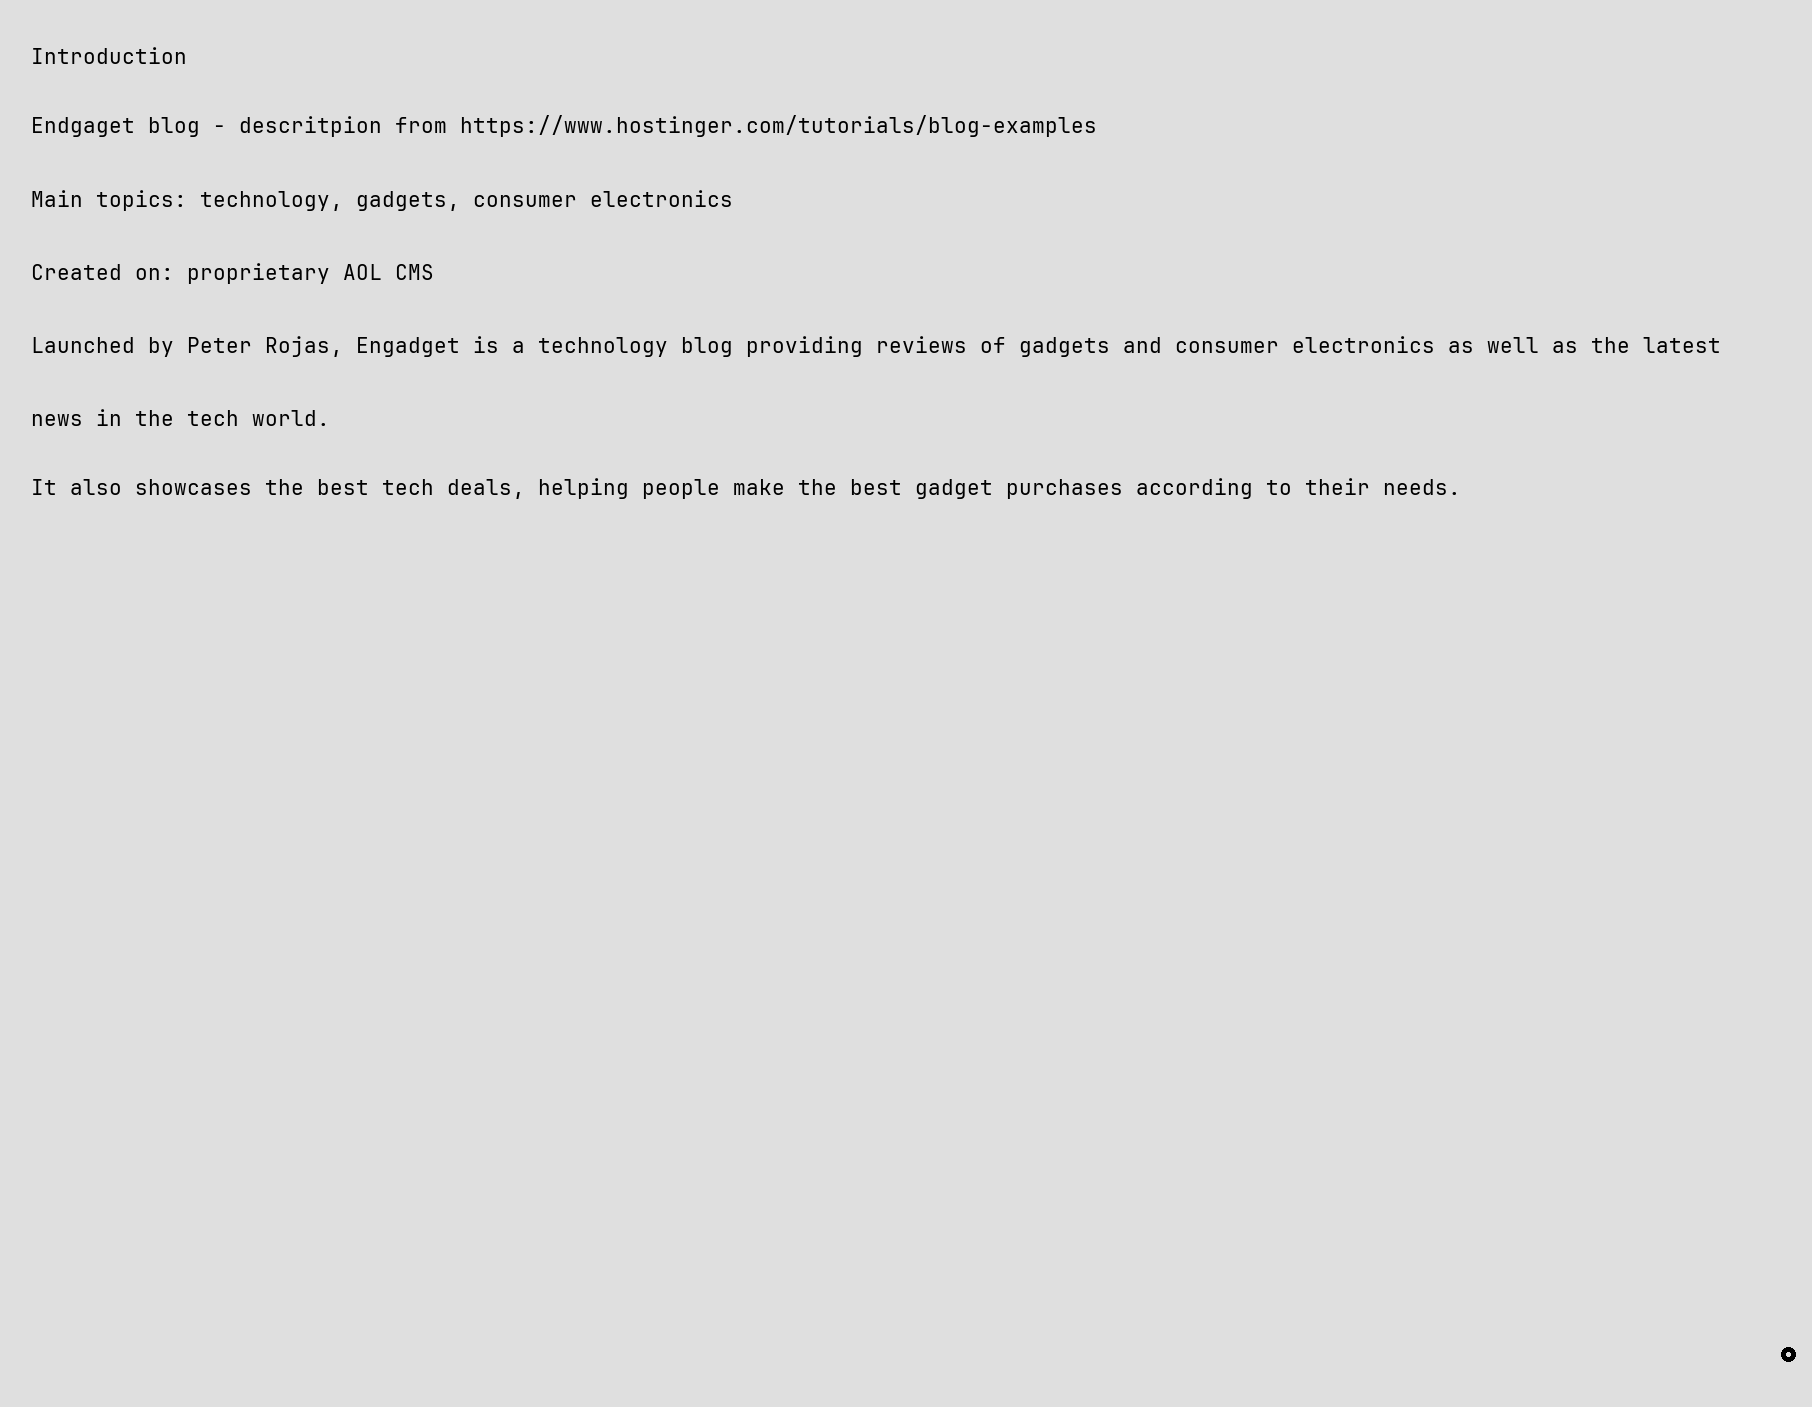 Introduction
Endgaget blog - descritpion from https://www.hostinger.com/tutorials/blog-examples
Main topics: technology, gadgets, consumer electronics
Created on: proprietary AOL CMS
Launched by Peter Rojas, Engadget is a technology blog providing reviews of gadgets and consumer electronics as well as the latest
news in the tech world.
It also showcases the best tech deals, helping people make the best gadget purchases according to their needs.